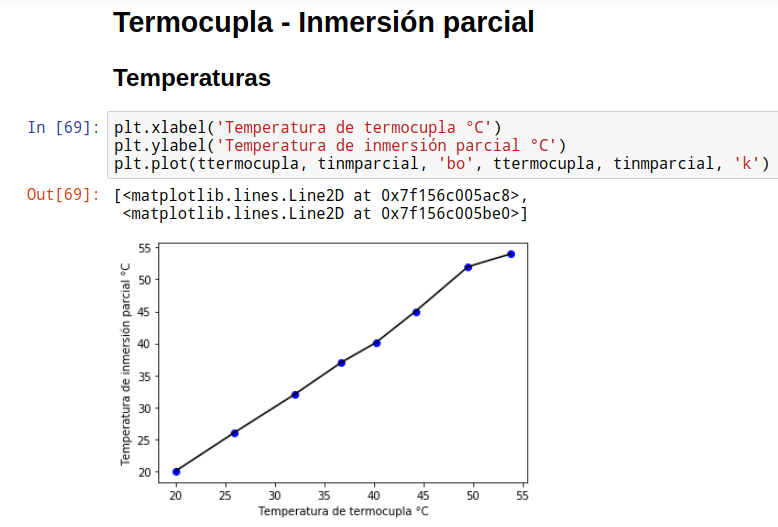 Termocupla - Inmersión parcial
Temperaturas
In [69]: plt.xlabel('Temperatura de termocupla °C')
plt.ylabel('Temperatura de inmersión parcial °C')
plt.plot(ttermocupla, tinmparcial, 'bo', ttermocupla, tinmparcial, 'k')
Out[69]: [<matplotlib.lines.Line2D at 0x7f156c005ac8>,
<matplotlib.lines.Line2D at 0x7f156c005be0>]
55
50
45
40
35
30
25
20
Temperatura de inmersión parcial °C
20 25 30 35 40 45 50 55
Temperatura de termocupla °C